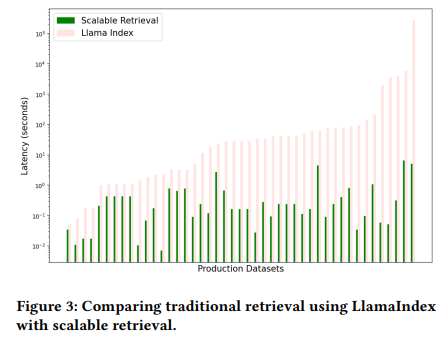 Scalable Retrieval
Llama Index
Latency (seconds)
10⁵
10⁴
10³
10²
10¹
10⁰
10⁻¹
10⁻²
Production Datasets
Figure 3: Comparing traditional retrieval using LlamaIndex
with scalable retrieval.